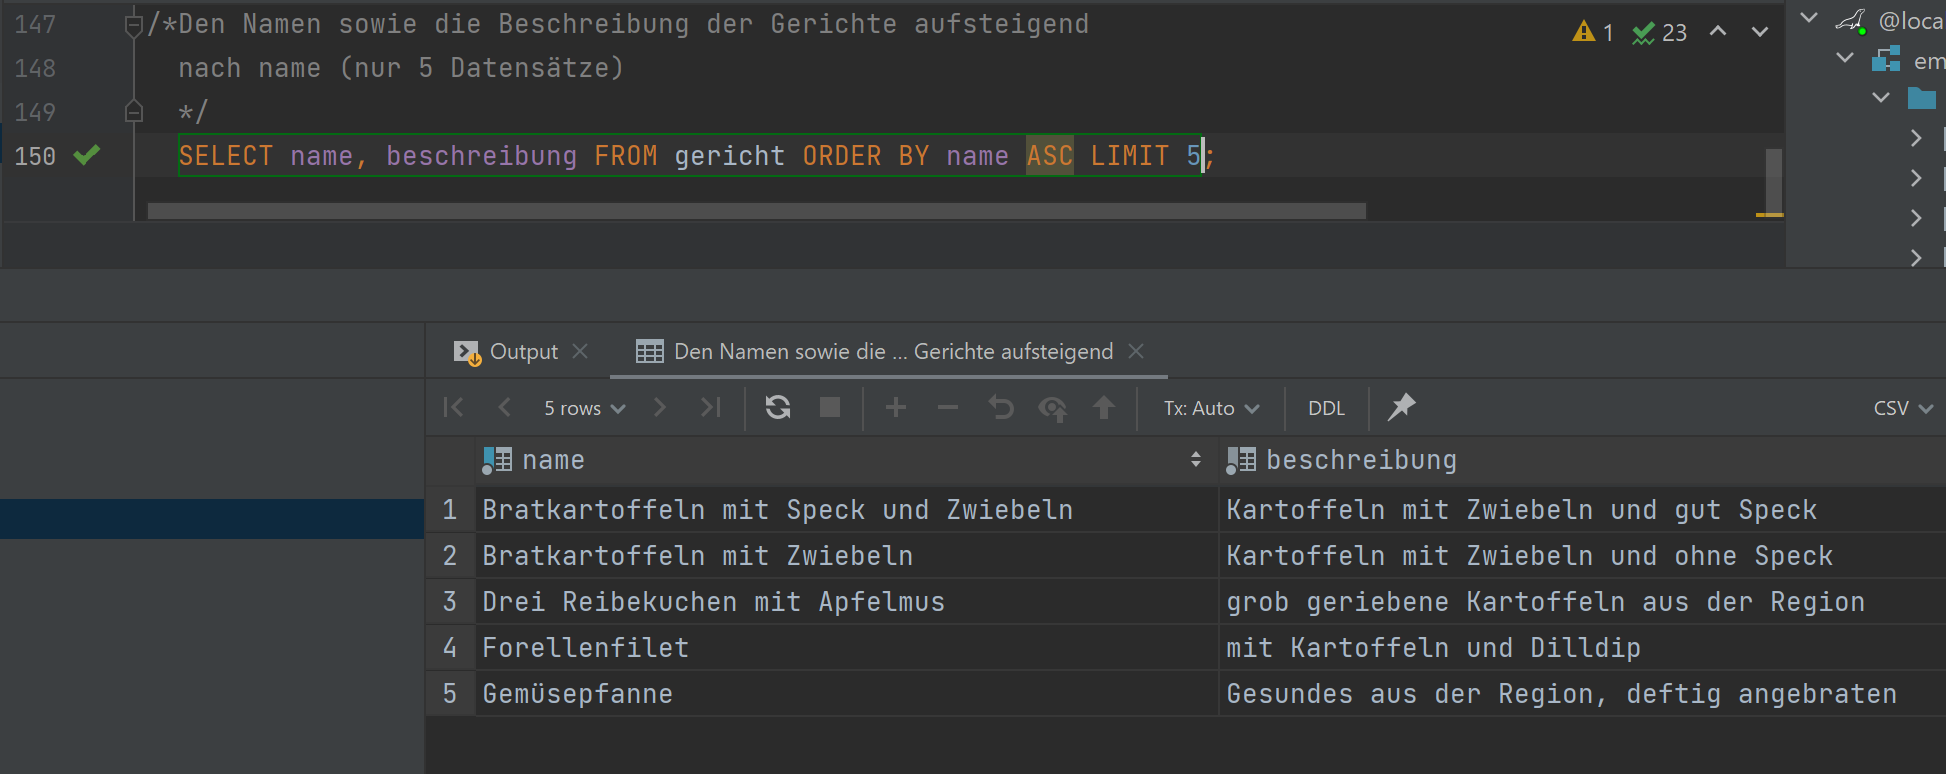 147 /*Den Namen sowie die Beschreibung der Gerichte aufsteigend
1 23
@loca
148 nach name (nur 5 Datensätze)
em
149 */
150 SELECT name, beschreibung FROM gericht ORDER BY name ASC LIMIT 5;
Output Den Namen sowie die ... Gerichte aufsteigend
5 rows Tx: Auto DDL CSV
name beschreibung
1 Bratkartoffeln mit Speck und Zwiebeln Kartoffeln mit Zwiebeln und gut Speck
2 Bratkartoffeln mit Zwiebeln Kartoffeln mit Zwiebeln und ohne Speck
3 Drei Reibekuchen mit Apfelmus grob geriebene Kartoffeln aus der Region
4 Forellenfilet mit Kartoffeln und Dilldip
5 Gemüsepfanne Gesundes aus der Region, deftig angebraten